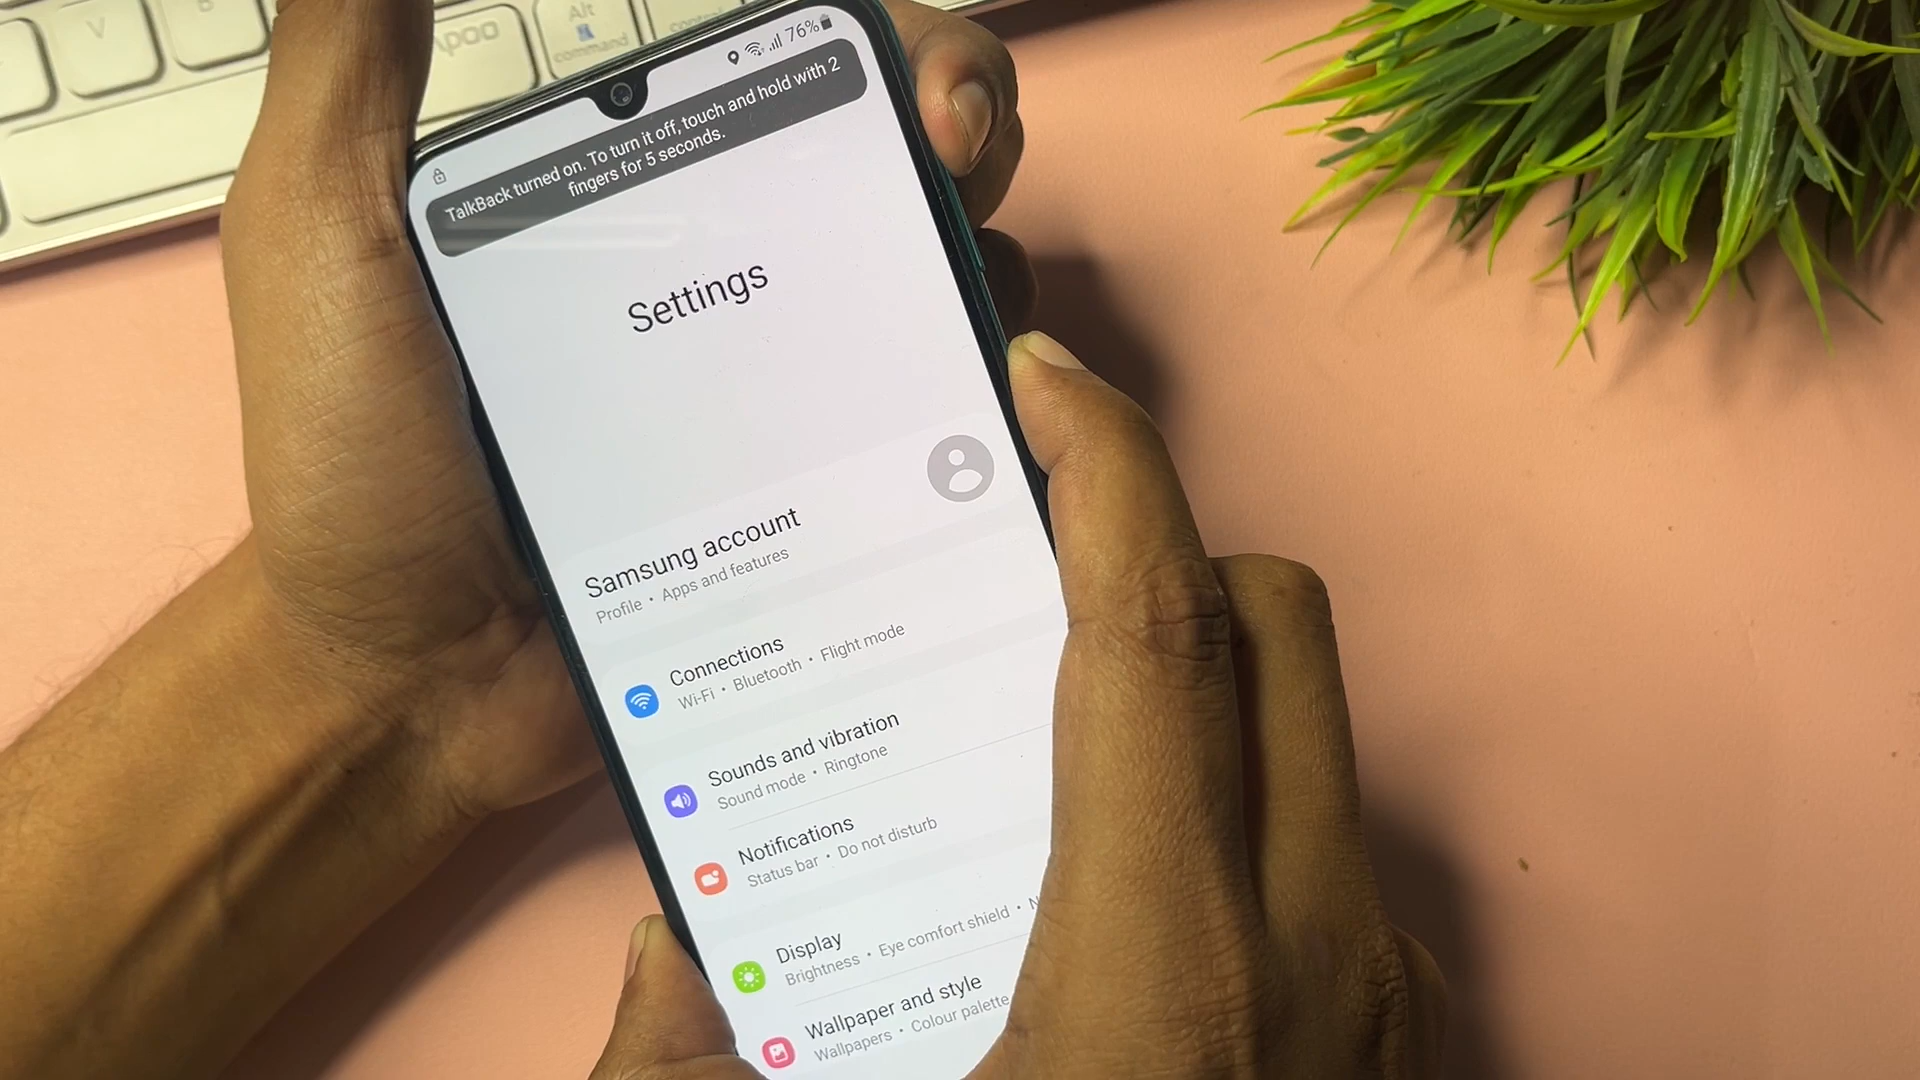 V
B
Alt
command
control
76%
TalkBack turned on. To turn it off, touch and hold with 2
fingers for 5 seconds.
Settings
Samsung account
Profile • Apps and features
Connections
Wi-Fi • Bluetooth • Flight mode
Sounds and vibration
Sound mode • Ringtone
Notifications
Status bar • Do not disturb
Display
Brightness • Eye comfort shield • N
Wallpaper and style
Wallpapers • Colour palette